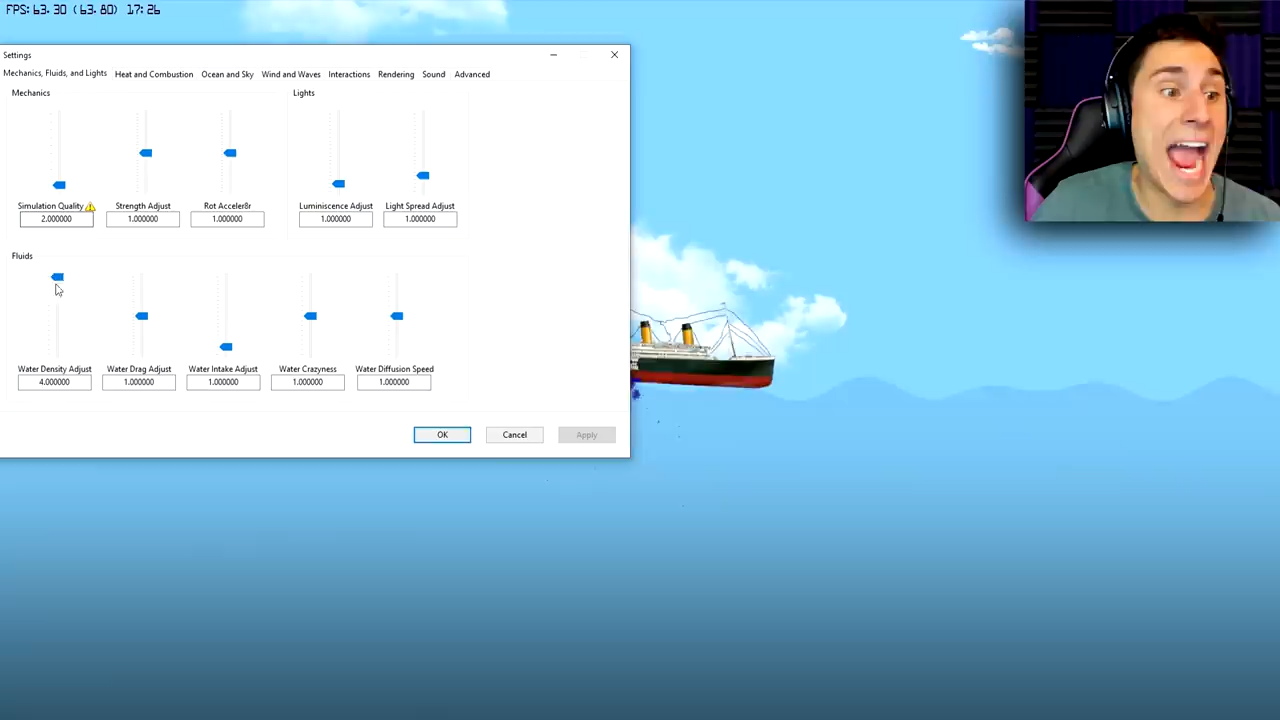 FPS: 63.30 (63.80) 17:26
Settings
Mechanics, Fluids, and Lights Heat and Combustion Ocean and Sky Wind and Waves Interactions Rendering Sound Advanced
Mechanics Lights
Simulation Quality Strength Adjust Rot Acceler8r Luminiscence Adjust Light Spread Adjust
2.000000 1.000000 1.000000 1.000000 1.000000
Fluids
Water Density Adjust Water Drag Adjust Water Intake Adjust Water Crazyness Water Diffusion Speed
4.000000 1.000000 1.000000 1.000000 1.000000
OK Cancel Apply